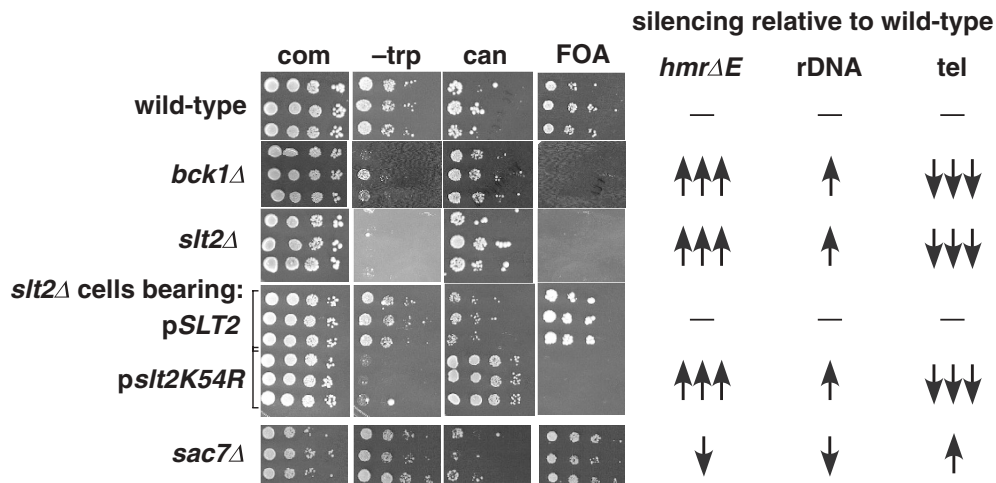 silencing relative to wild-type
com –trp can FOA hmrΔE rDNA tel
wild-type — — —
bck1Δ
slt2Δ
slt2Δ cells bearing:
pSLT2 — — —
pslt2K54R
sac7Δ